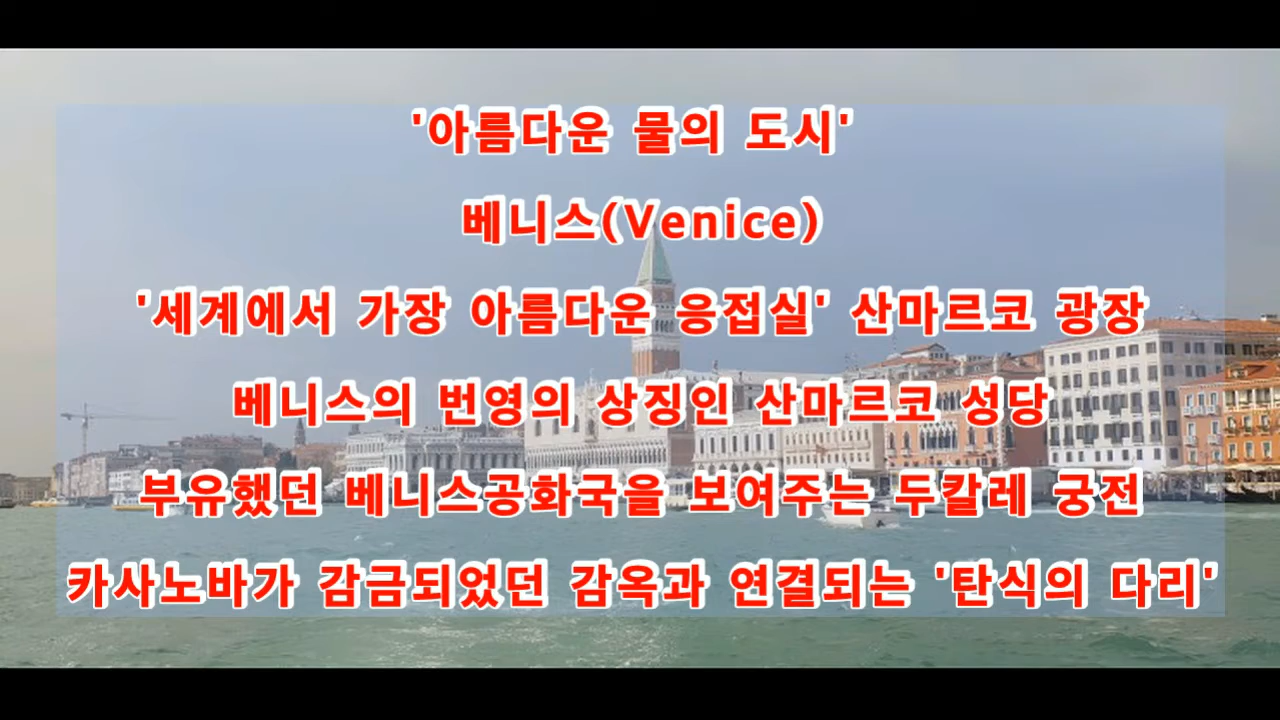 '아름다운 물의 도시'
베니스(Venice)
'세계에서 가장 아름다운 응접실' 산마르코 광장
베니스의 번영의 상징인 산마르코 성당
부유했던 베니스공화국을 보여주는 두칼레 궁전
카사노바가 감금되었던 감옥과 연결되는 '탄식의 다리'